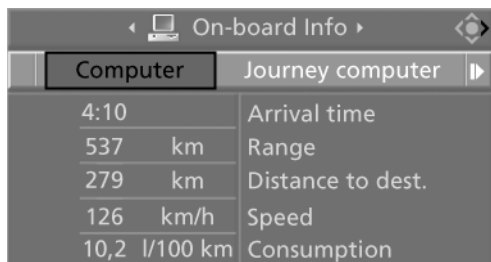 On-board Info
Computer Journey computer
4:10 Arrival time
537 km Range
279 km Distance to dest.
126 km/h Speed
10,2 l/100 km Consumption